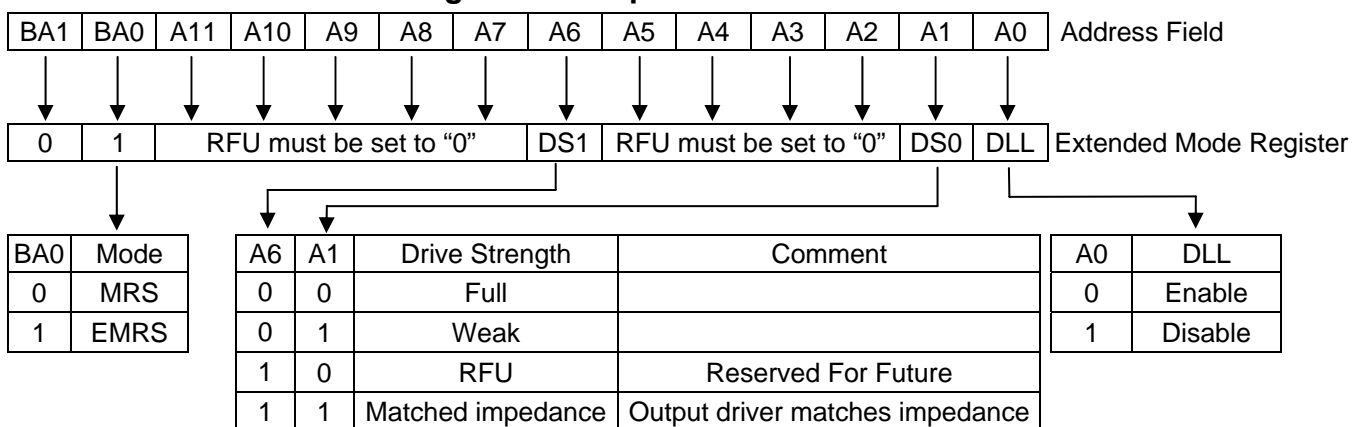 BA1 BA0 A11 A10 A9 A8 A7 A6 A5 A4 A3 A2 A1 A0 Address Field
0 1 RFU must be set to “0” DS1 RFU must be set to “0” DS0 DLL Extended Mode Register
BA0 Mode
0 MRS
1 EMRS
A6 A1 Drive Strength Comment
0 0 Full
0 1 Weak
1 0 RFU Reserved For Future
1 1 Matched impedance Output driver matches impedance
A0 DLL
0 Enable
1 Disable